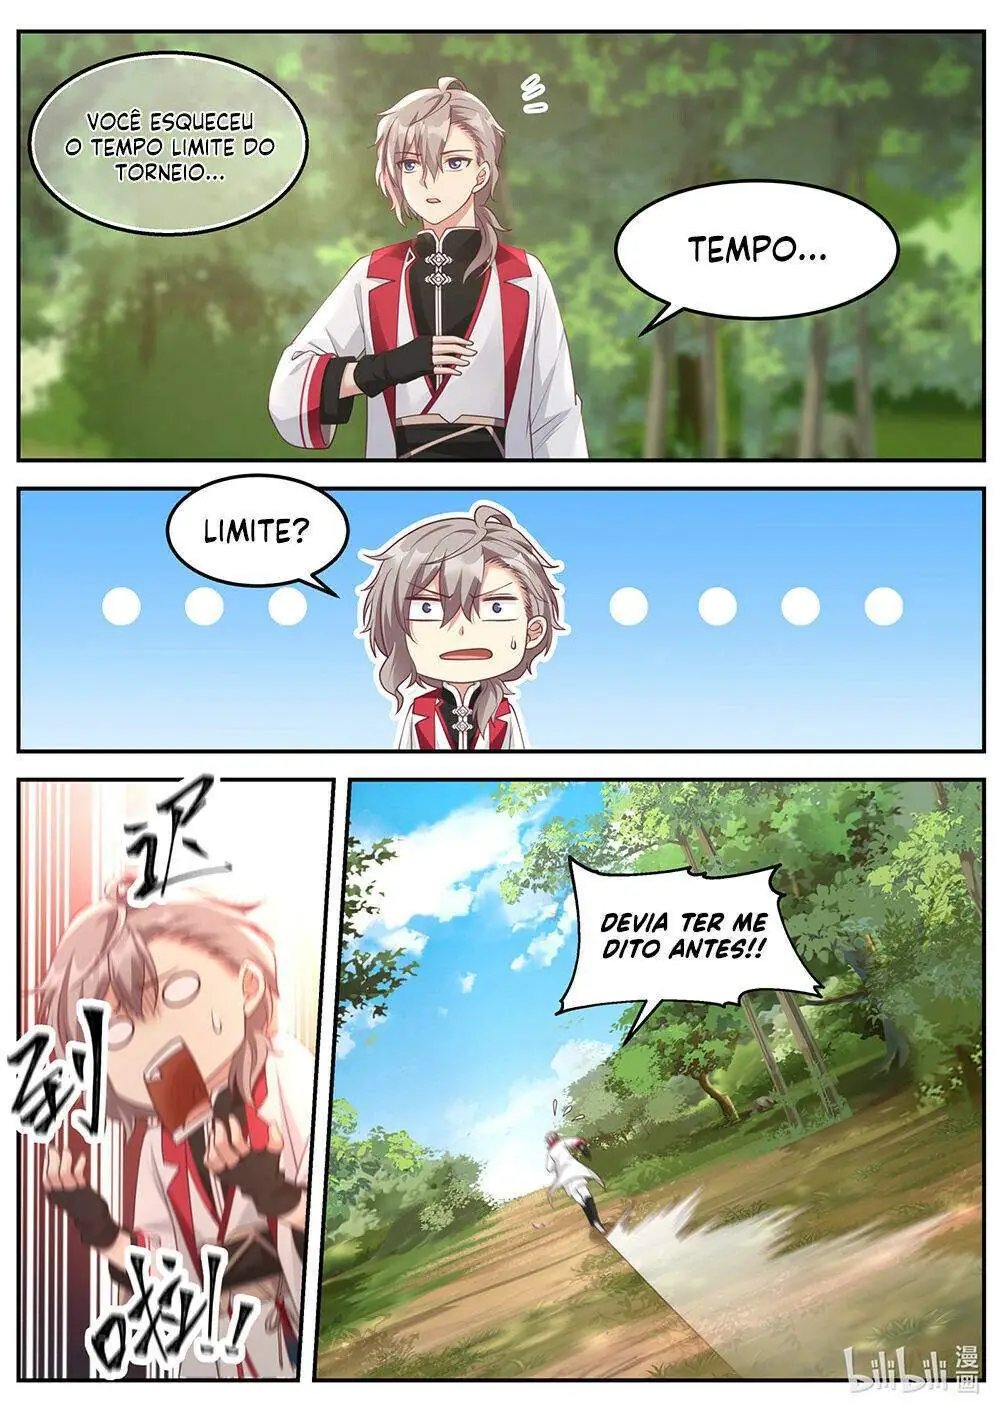 VOCÊ ESQUECEU
O TEMPO LIMITE DO
TORNEIO...
TEMPO...
LIMITE?
迟
到
啦!!
DEVIA TER ME
DITO ANTES!!
bilibili
漫画